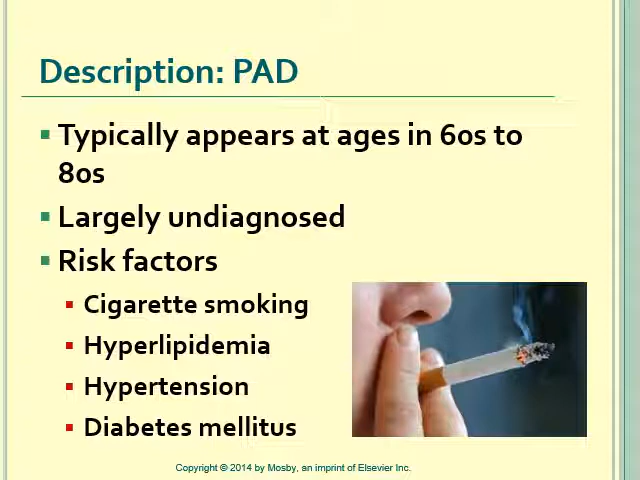 Description: PAD
▪ Typically appears at ages in 60s to
80s
▪ Largely undiagnosed
▪ Risk factors
▪ Cigarette smoking
▪ Hyperlipidemia
▪ Hypertension
▪ Diabetes mellitus
Copyright © 2014 by Mosby, an imprint of Elsevier Inc.